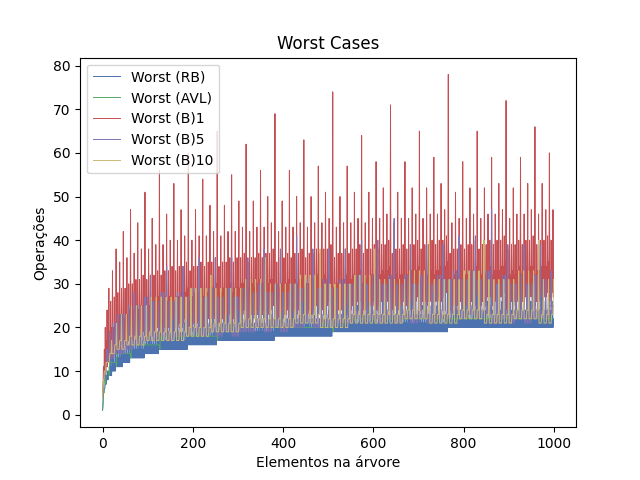 Worst Cases
Worst (RB)
Worst (AVL)
Worst (B)1
Worst (B)5
Worst (B)10
80
70
60
50
40
30
20
10
0
Operações
0 200 400 600 800 1000
Elementos na árvore